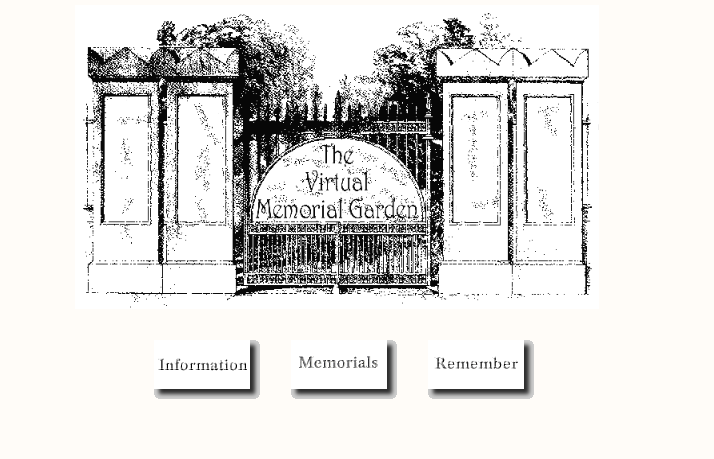 The
Virtual
Memorial Garden
Information
Memorials
Remember